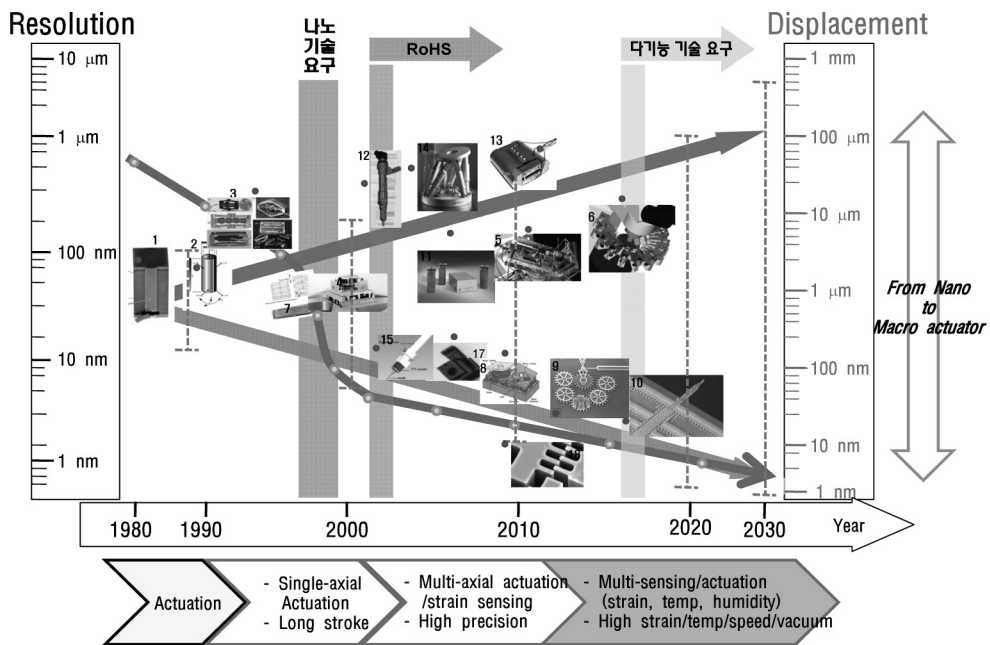 Resolution
Displacement
나노
기술
요구
RoHS
다기능 기술 요구
10 μm
1 μm
100 nm
10 nm
1 nm
1 mm
100 μm
10 μm
1 μm
100 nm
10 nm
1 nm
1
2
3
4
5
6
7
8
9
10
11
12
13
14
15
17
From Nano
to
Macro actuator
1980
1990
2000
2010
2020
2030
Year
Actuation
- Single-axial
Actuation
- Long stroke
- Multi-axial actuation
/strain sensing
- High precision
- Multi-sensing/actuation
(strain, temp, humidity)
- High strain/temp/speed/vacuum